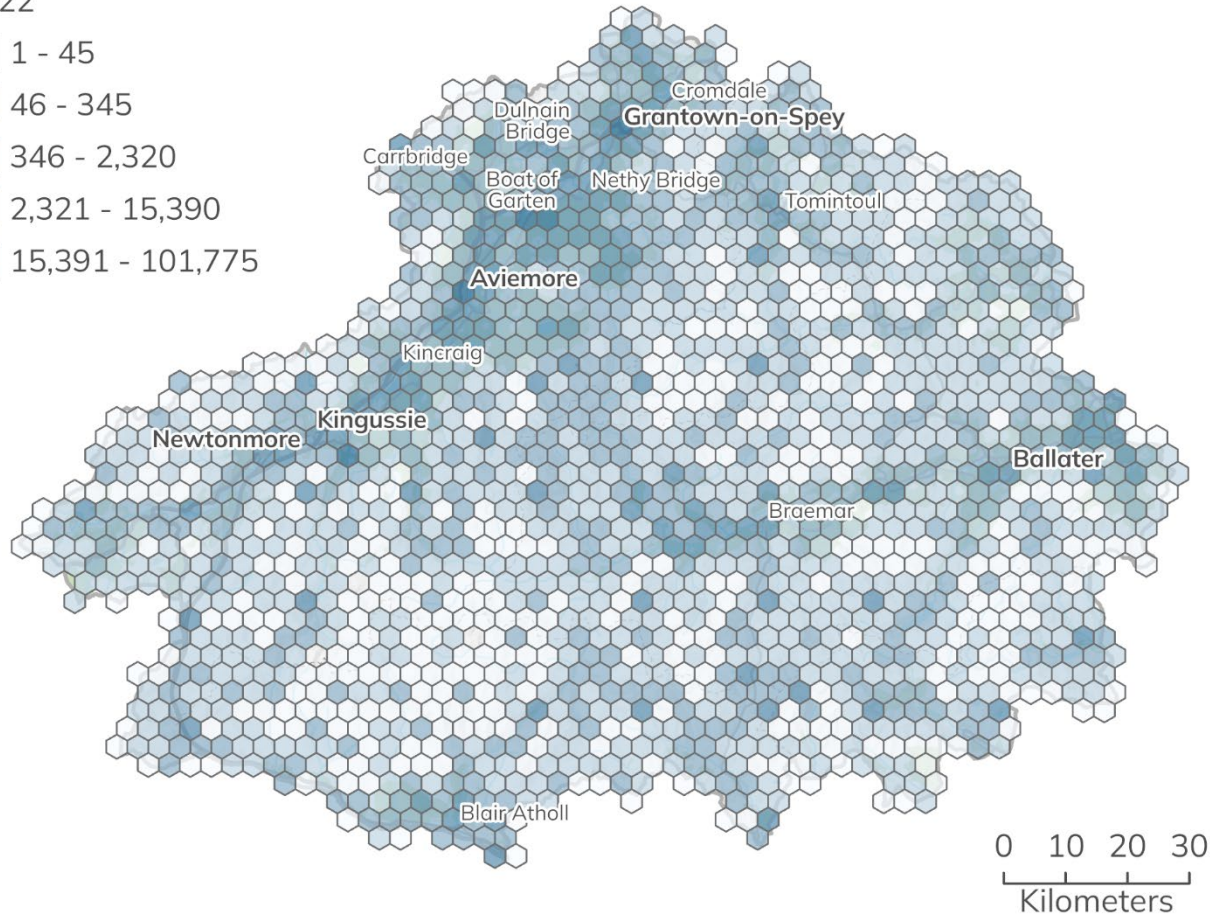 22
1 - 45
46 - 345
346 - 2,320
2,321 - 15,390
15,391 - 101,775
Cromdale
Dulnain
Bridge
Grantown-on-Spey
Carrbridge
Boat of
Garten
Nethy Bridge
Tomintoul
Aviemore
Kincraig
Kingussie
Newtonmore
Ballater
Braemar
Blair Atholl
0 10 20 30
Kilometers